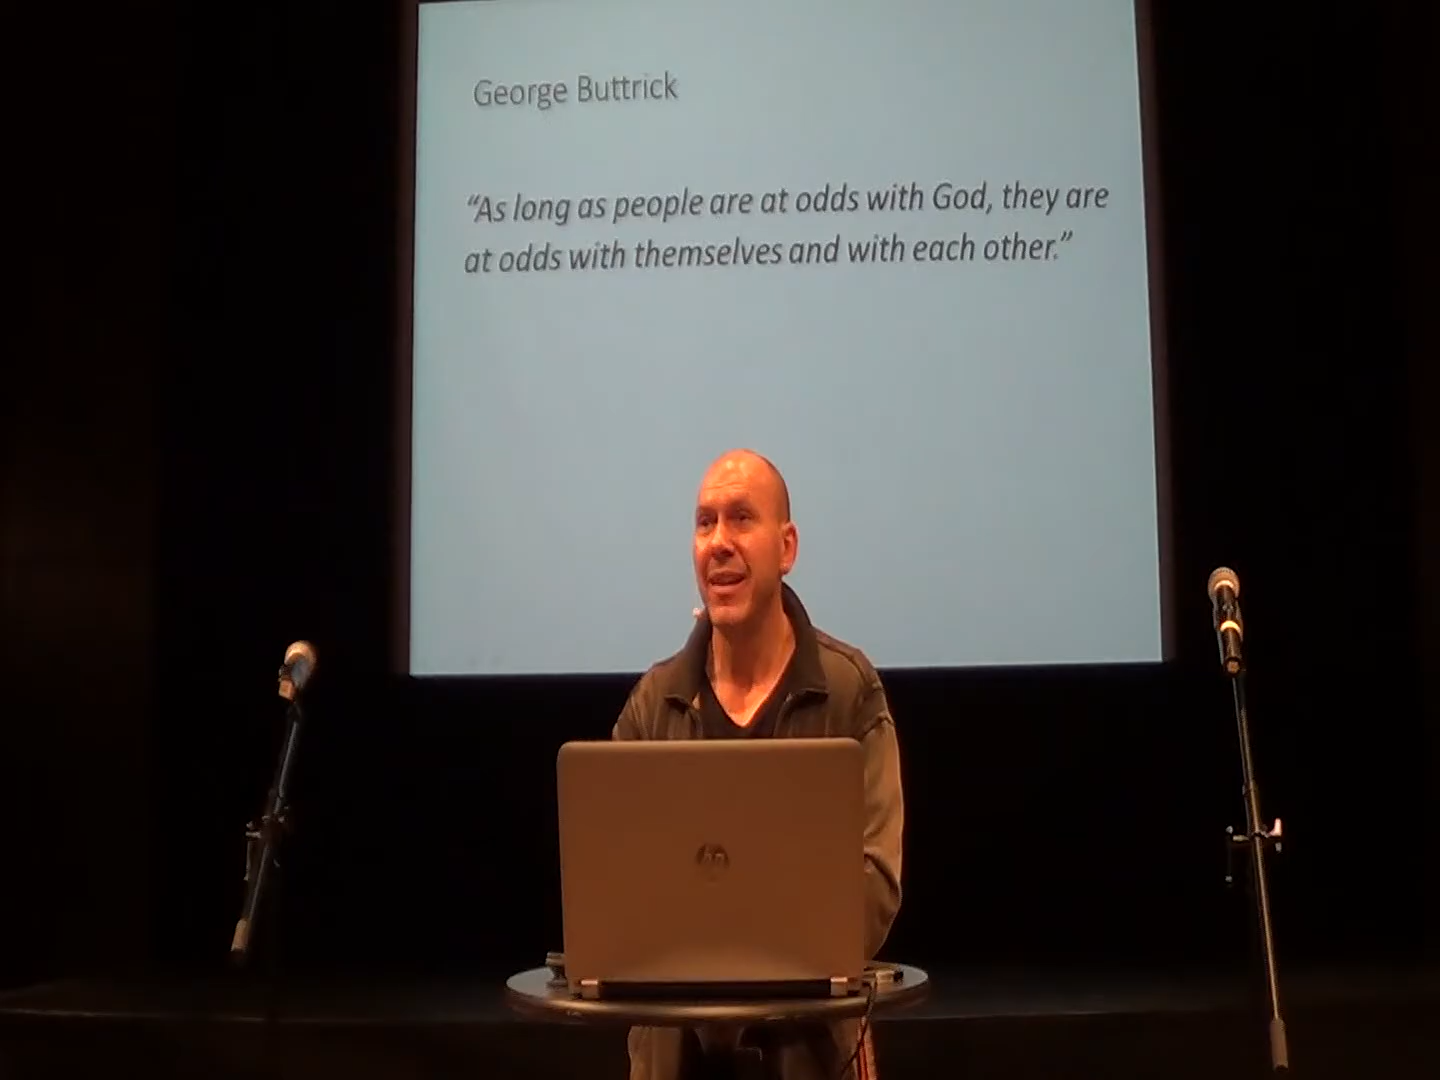 George Buttrick
“As long as people are at odds with God, they are
at odds with themselves and with each other.”
hp